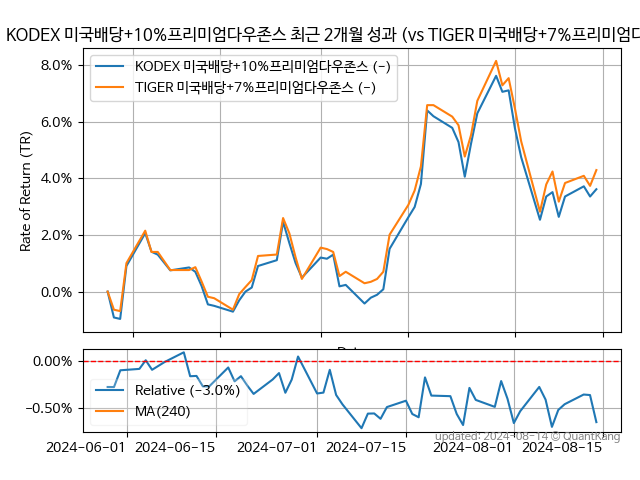 KODEX 미국배당+10%프리미엄다우존스 최근 2개월 성과 (vs TIGER 미국배당+7%프리미엄다
8.0%
6.0%
4.0%
2.0%
0.0%
Rate of Return (TR)
KODEX 미국배당+10%프리미엄다우존스 (-)
TIGER 미국배당+7%프리미엄다우존스 (-)
0.00%
−0.50%
Relative (−3.0%)
MA(240)
updated: 2024-08-14 © QuantKang
2024-06-01 2024-06-15 2024-07-01 2024-07-15 2024-08-01 2024-08-15